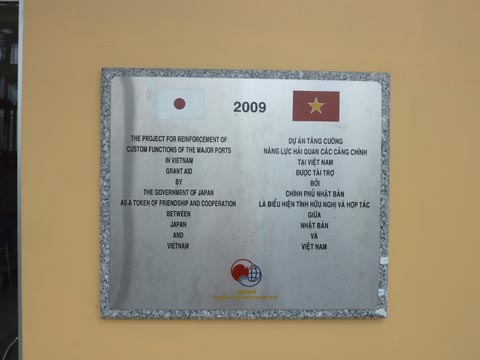 2009
THE PROJECT FOR REINFORCEMENT OF
CUSTOM FUNCTIONS OF THE MAJOR PORTS
IN VIETNAM
GRANT AID
BY
THE GOVERNMENT OF JAPAN
AS A TOKEN OF FRIENDSHIP AND COOPERATION
BETWEEN
JAPAN
AND
VIETNAM
DỰ ÁN TĂNG CƯỜNG
NĂNG LỰC HẢI QUAN CÁC CẢNG CHÍNH
TẠI VIỆT NAM
ĐƯỢC TÀI TRỢ
BỞI
CHÍNH PHỦ NHẬT BẢN
LÀ BIỂU HIỆN TÌNH HỮU NGHỊ VÀ HỢP TÁC
GIỮA
NHẬT BẢN
VÀ
VIỆT NAM
JAPAN